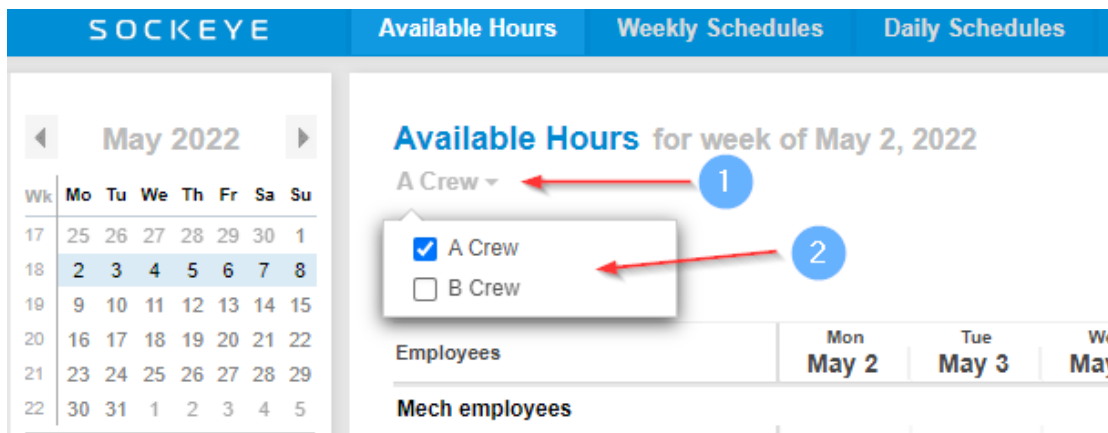 SOCKEYE Available Hours Weekly Schedules Daily Schedules
May 2022
Wk Mo Tu We Th Fr Sa Su
17 25 26 27 28 29 30 1
18 2 3 4 5 6 7 8
19 9 10 11 12 13 14 15
20 16 17 18 19 20 21 22
21 23 24 25 26 27 28 29
22 30 31 1 2 3 4 5
Available Hours for week of May 2, 2022
A Crew 1
A Crew 2
B Crew
Employees
Mon Tue
May 2 May 3
Mech employees